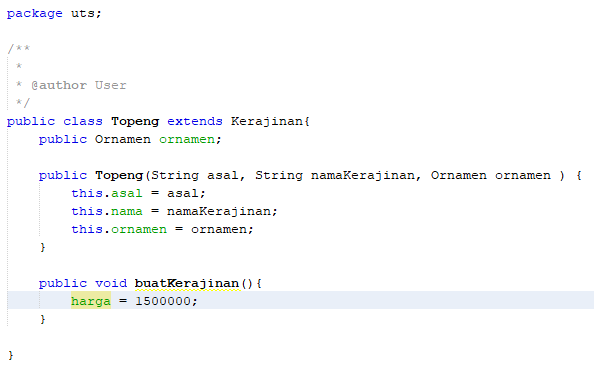 package uts;
/**
 *
 * @author User
 */
public class Topeng extends Kerajinan{
    public Ornamen ornamen;
    public Topeng(String asal, String namaKerajinan, Ornamen ornamen ) {
        this.asal = asal;
        this.nama = namaKerajinan;
        this.ornamen = ornamen;
    }
    public void buatKerajinan(){
        harga = 1500000;
    }
}